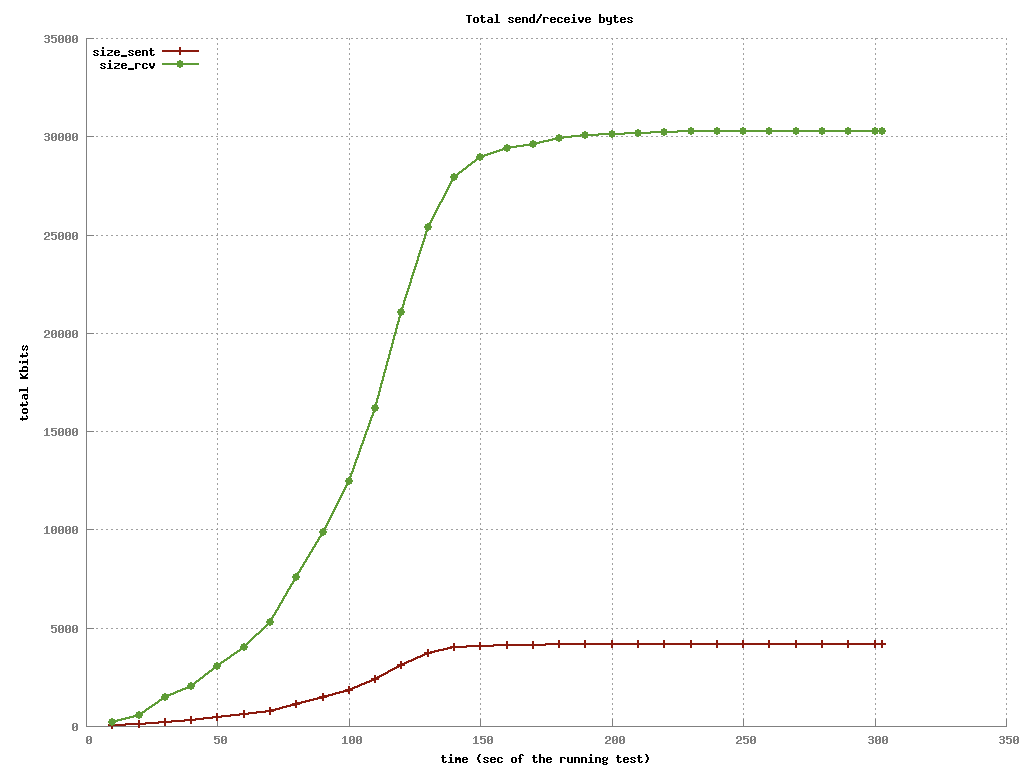 Total send/receive bytes
35000
size_sent
size_rcv
30000
25000
20000
total Kbits
15000
10000
5000
0
0 50 100 150 200 250 300 350
time (sec of the running test)